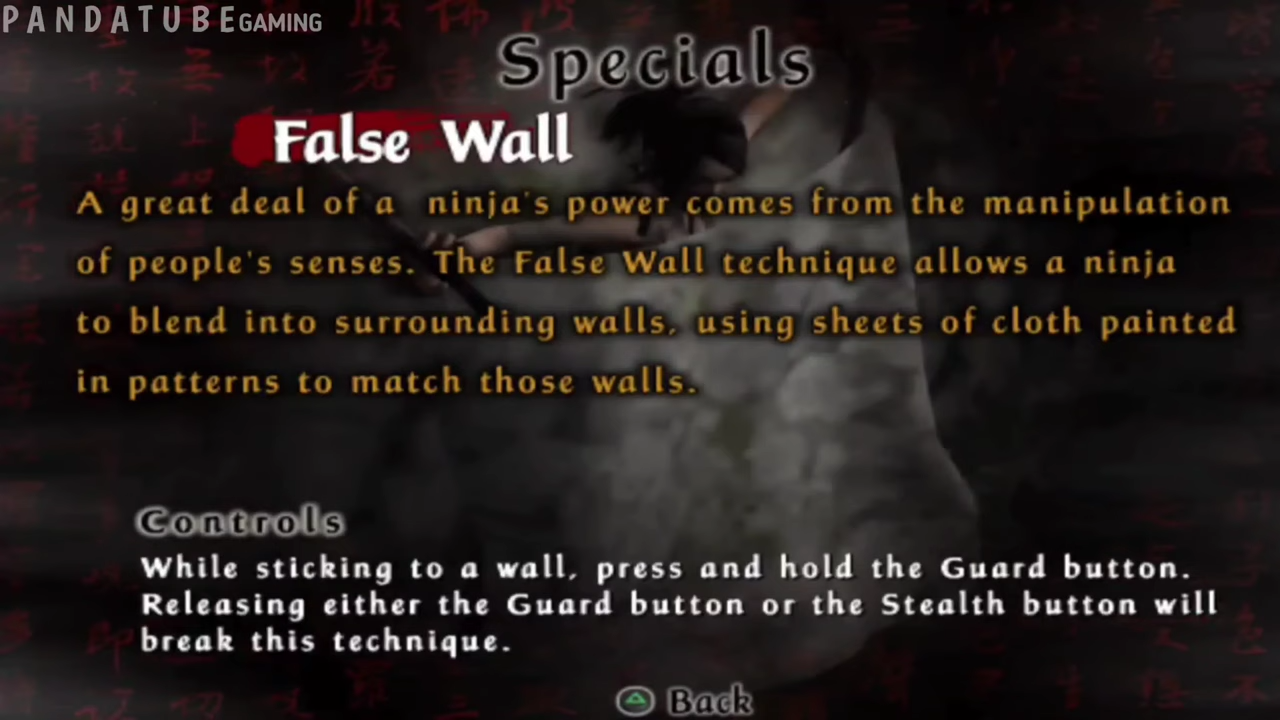 PANDATUBEGAMING
Specials
False Wall
A great deal of a ninja's power comes from the manipulation
of people's senses. The False Wall technique allows a ninja
to blend into surrounding walls, using sheets of cloth painted
in patterns to match those walls.
Controls
While sticking to a wall, press and hold the Guard button.
Releasing either the Guard button or the Stealth button will
break this technique.
Back